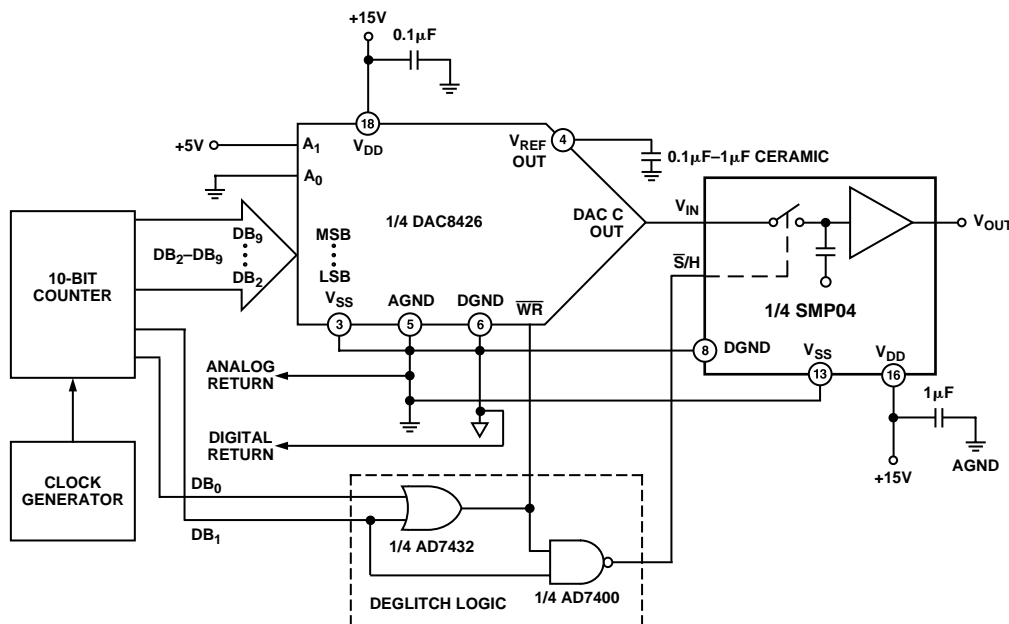 +15V
0.1µF
18
VDD
4
VREF
OUT
0.1µF–1µF CERAMIC
+5V
A1
A0
1/4 DAC8426
DAC C
OUT
VIN
VOUT
10-BIT
COUNTER
DB2–DB9
DB9
DB2
MSB
LSB
S̅/H
1/4 SMP04
VSS
AGND
DGND
W̅R̅
3
5
6
8
DGND
VSS
VDD
13
16
ANALOG
RETURN
1µF
DIGITAL
RETURN
AGND
+15V
CLOCK
GENERATOR
DB0
DB1
1/4 AD7432
DEGLITCH LOGIC
1/4 AD7400